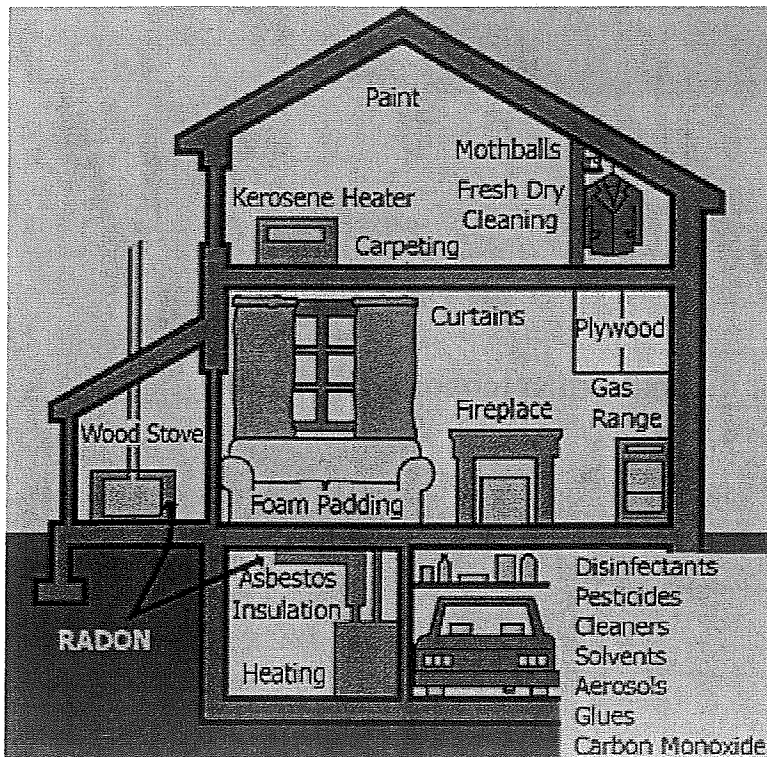 Paint
Mothballs
Fresh Dry
Cleaning
Kerosene Heater
Carpeting
Curtains
Plywood
Gas
Range
Fireplace
Wood Stove
Foam Padding
Asbestos
Insulation
RADON
Heating
Disinfectants
Pesticides
Cleaners
Solvents
Aerosols
Glues
Carbon Monoxide